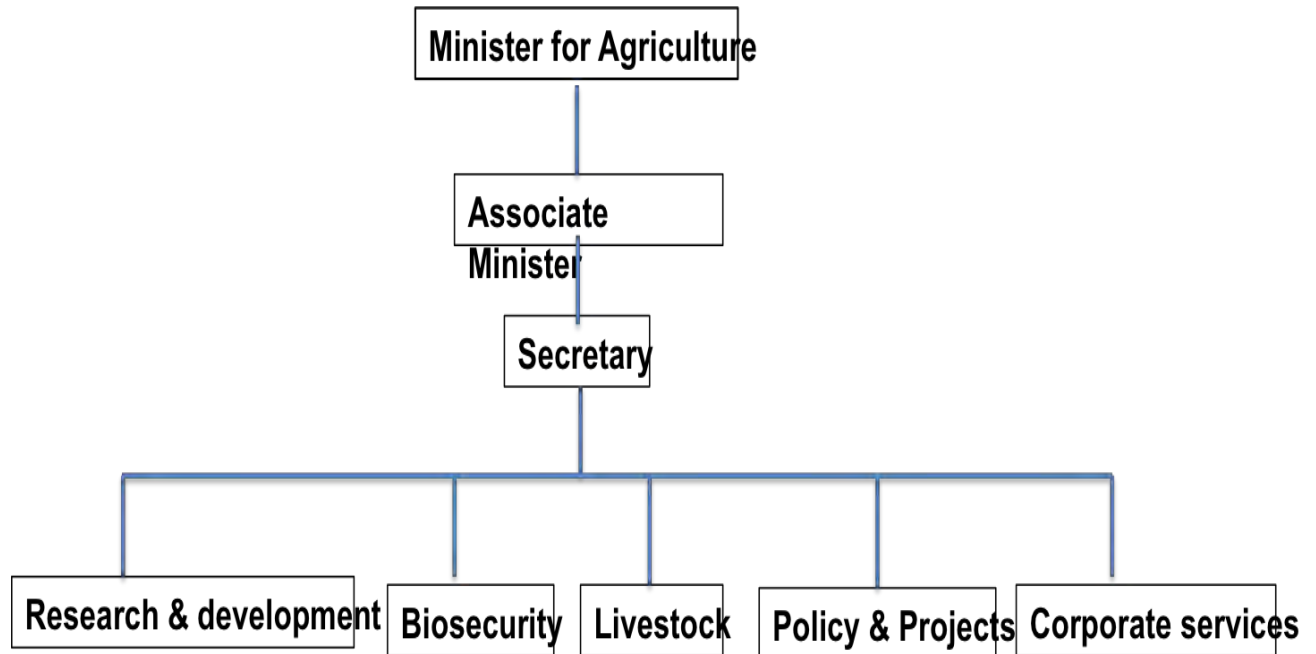 Minister for Agriculture
Associate
Minister
Secretary
Research & development
Biosecurity
Livestock
Policy & Projects
Corporate services